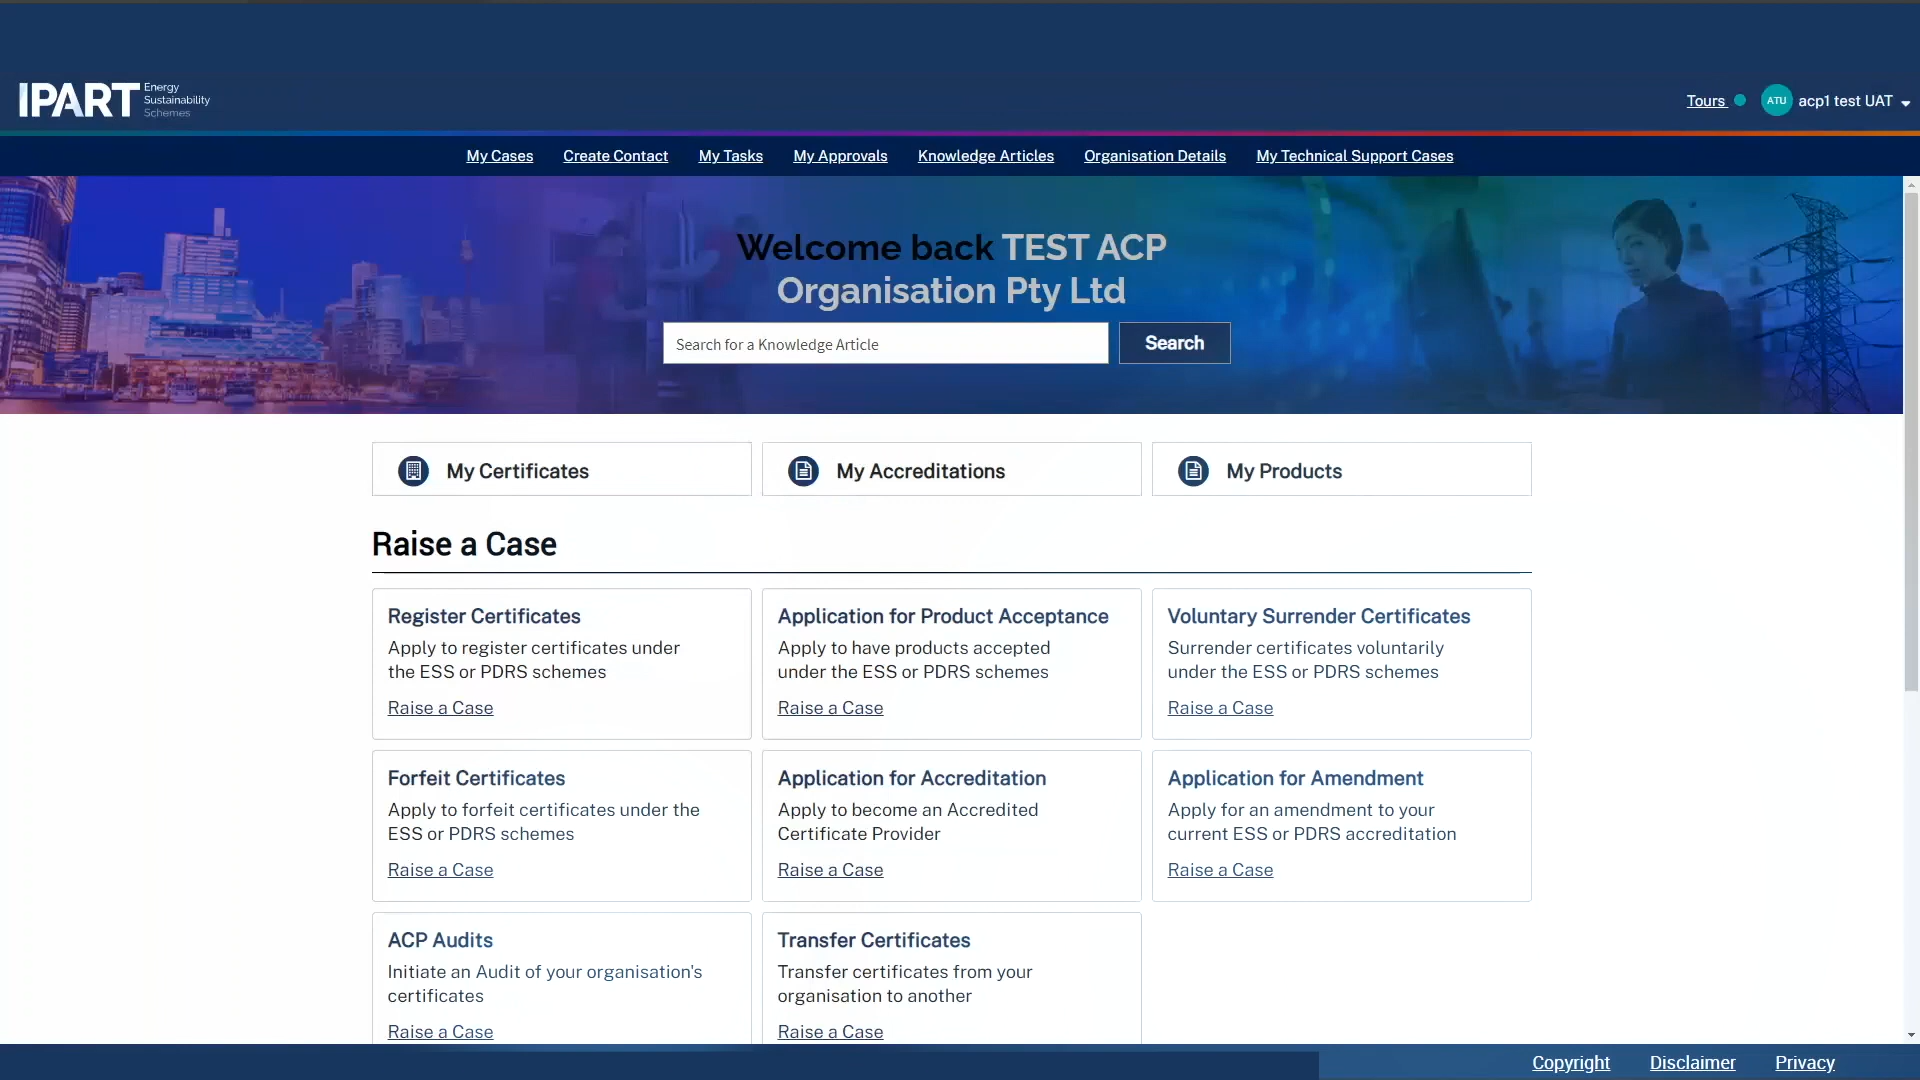 IPART
Energy
Sustainability
Schemes
Tours
ATU
acp1 test UAT
My Cases
Create Contact
My Tasks
My Approvals
Knowledge Articles
Organisation Details
My Technical Support Cases
Welcome back TEST ACP
Organisation Pty Ltd
Search for a Knowledge Article
Search
My Certificates
My Accreditations
My Products
Raise a Case
Register Certificates
Apply to register certificates under
the ESS or PDRS schemes
Raise a Case
Application for Product Acceptance
Apply to have products accepted
under the ESS or PDRS schemes
Raise a Case
Voluntary Surrender Certificates
Surrender certificates voluntarily
under the ESS or PDRS schemes
Raise a Case
Forfeit Certificates
Apply to forfeit certificates under the
ESS or PDRS schemes
Raise a Case
Application for Accreditation
Apply to become an Accredited
Certificate Provider
Raise a Case
Application for Amendment
Apply for an amendment to your
current ESS or PDRS accreditation
Raise a Case
ACP Audits
Initiate an Audit of your organisation's
certificates
Raise a Case
Transfer Certificates
Transfer certificates from your
organisation to another
Raise a Case
Copyright
Disclaimer
Privacy